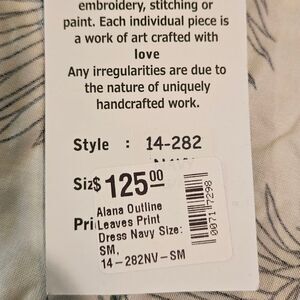 embroidery, stitching or
paint. Each individual piece is
a work of art crafted with
love
Any irregularities are due to
the nature of uniquely
handcrafted work.
Style : 14-282
Siz
$125.00
Pri
Alana Outline
Leaves Print
Dress Navy Size:
SM,
14-282NV-SM
00717298